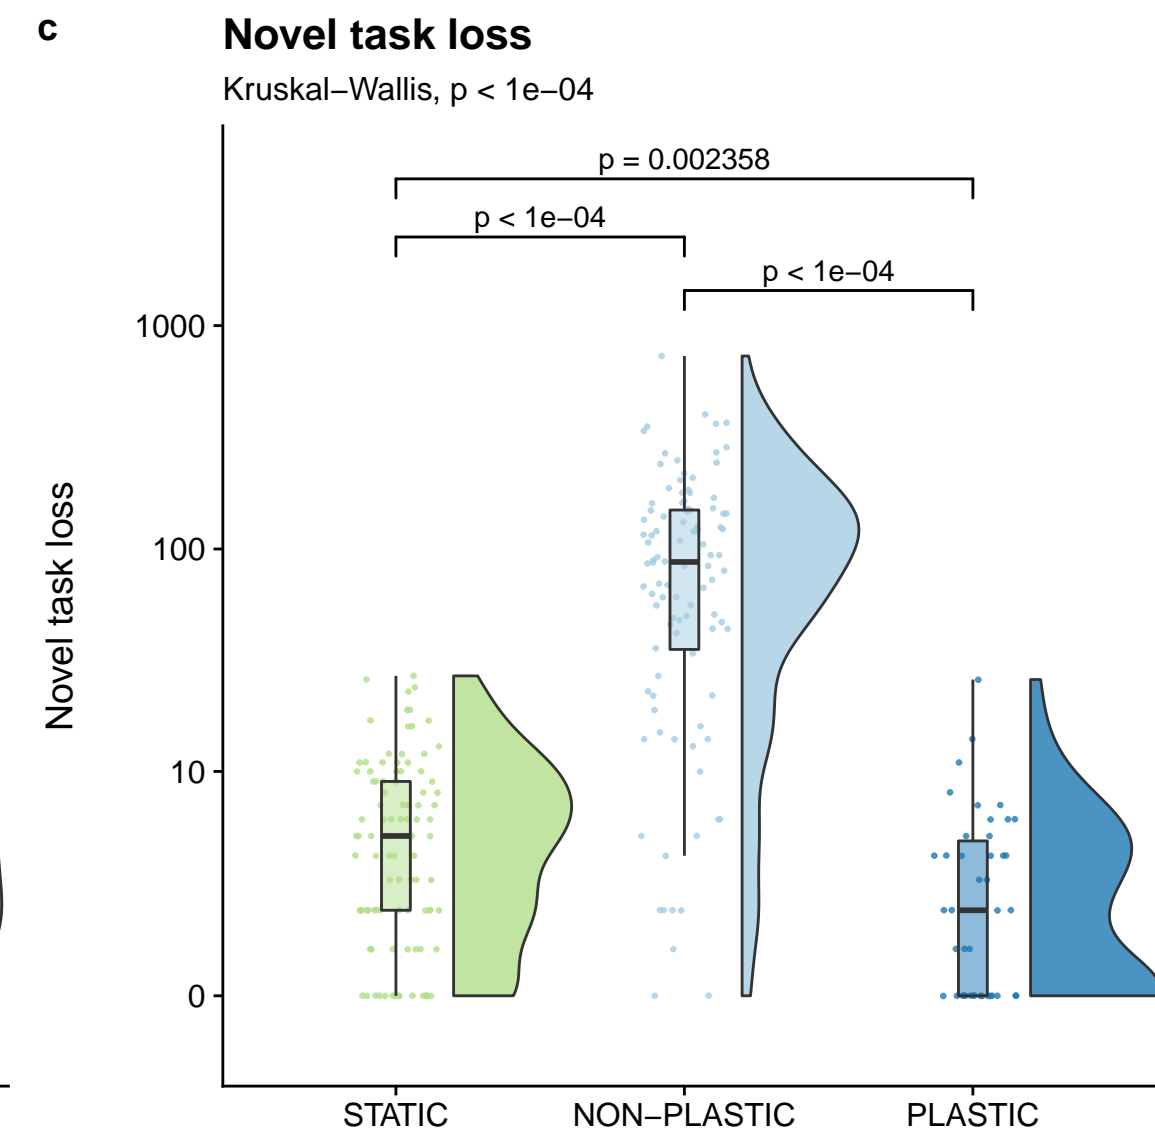 c
Novel task loss
Kruskal–Wallis, p < 1e–04
p = 0.002358
p < 1e–04
p < 1e–04
1000
100
10
0
Novel task loss
STATIC NON–PLASTIC PLASTIC